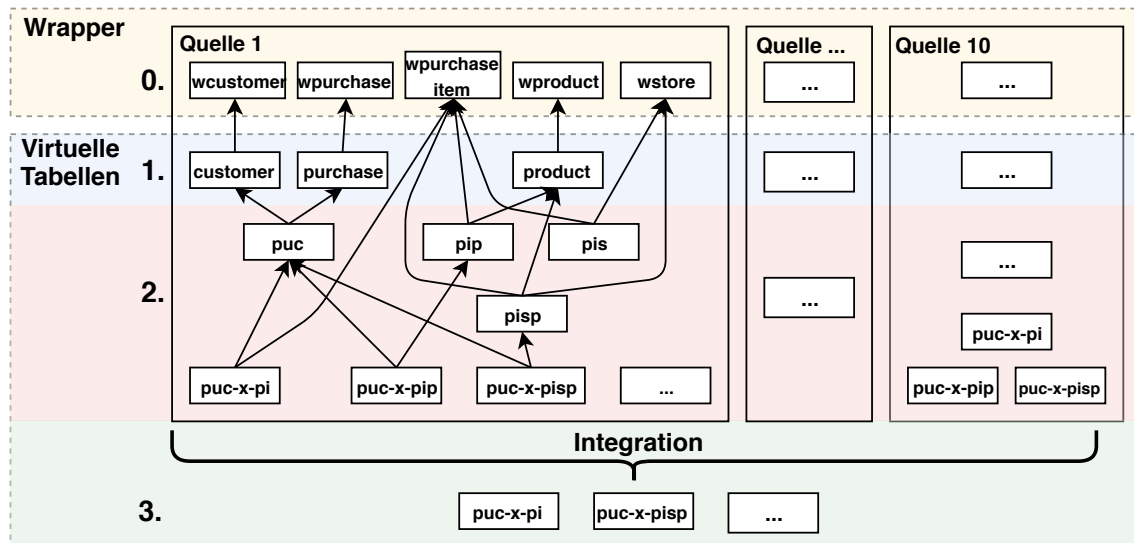 Wrapper
Quelle 1
Quelle ...
Quelle 10
0.
wcustomer
wpurchase
wpurchase
item
wproduct
wstore
...
...
Virtuelle
Tabellen
1.
customer
purchase
product
...
...
2.
puc
pip
pis
...
...
pisp
puc-x-pi
puc-x-pi
puc-x-pip
puc-x-pisp
...
puc-x-pip
puc-x-pisp
Integration
3.
puc-x-pi
puc-x-pisp
...